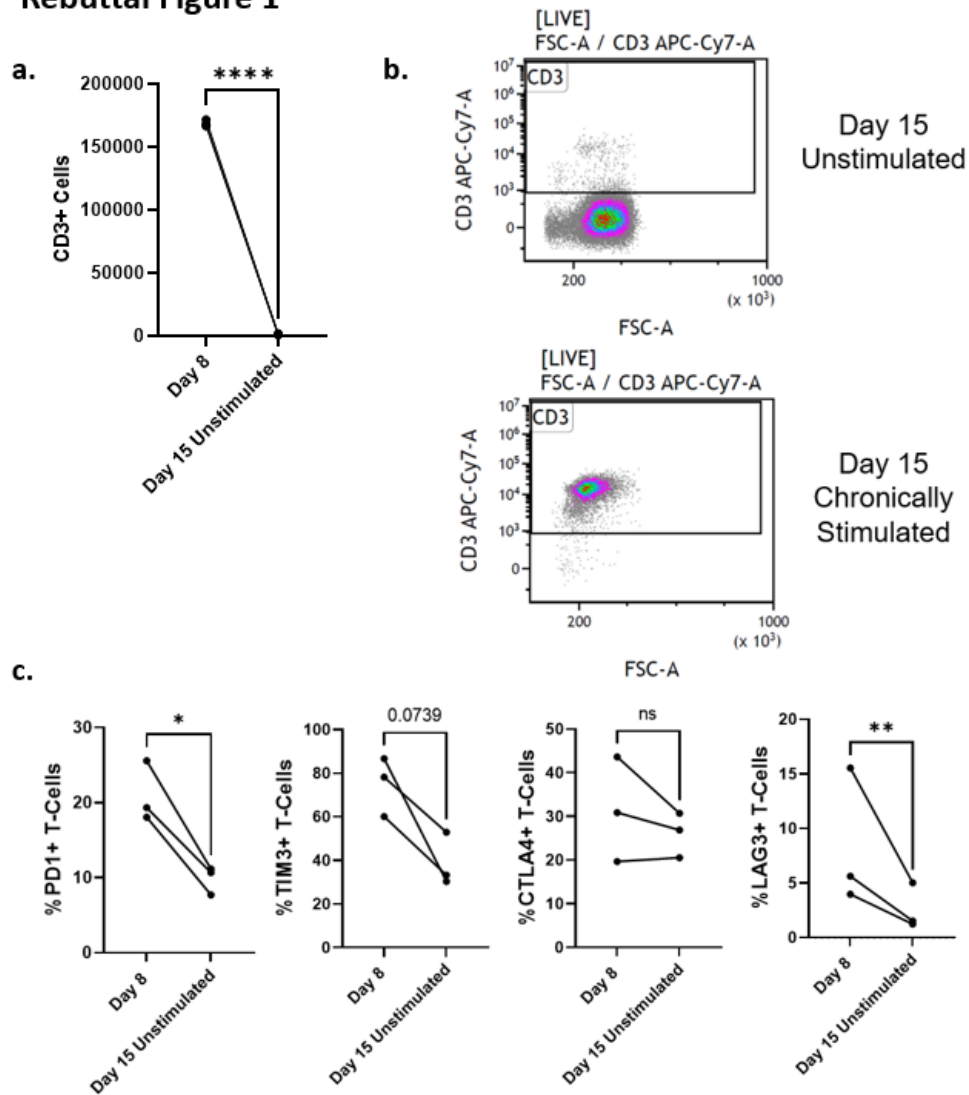 Rebuttal Figure 1
a.
****
200000
150000
100000
50000
0
CD3+ Cells
Day 8
Day 15 Unstimulated
b.
[LIVE]
FSC-A / CD3 APC-Cy7-A
CD3
10⁷
10⁶
10⁵
10⁴
10³
0
CD3 APC-Cy7-A
200
1000
(x 10³)
FSC-A
Day 15
Unstimulated
[LIVE]
FSC-A / CD3 APC-Cy7-A
CD3
10⁷
10⁶
10⁵
10⁴
10³
0
CD3 APC-Cy7-A
200
1000
(x 10³)
FSC-A
Day 15
Chronically
Stimulated
c.
*
30
20
10
0
%PD1+ T-Cells
Day 8
Day 15 Unstimulated
0.0739
100
80
60
40
20
0
%TIM3+ T-Cells
Day 8
Day 15 Unstimulated
ns
50
40
30
20
10
0
%CTLA4+ T-Cells
Day 8
Day 15 Unstimulated
**
20
15
10
5
0
%LAG3+ T-Cells
Day 8
Day 15 Unstimulated